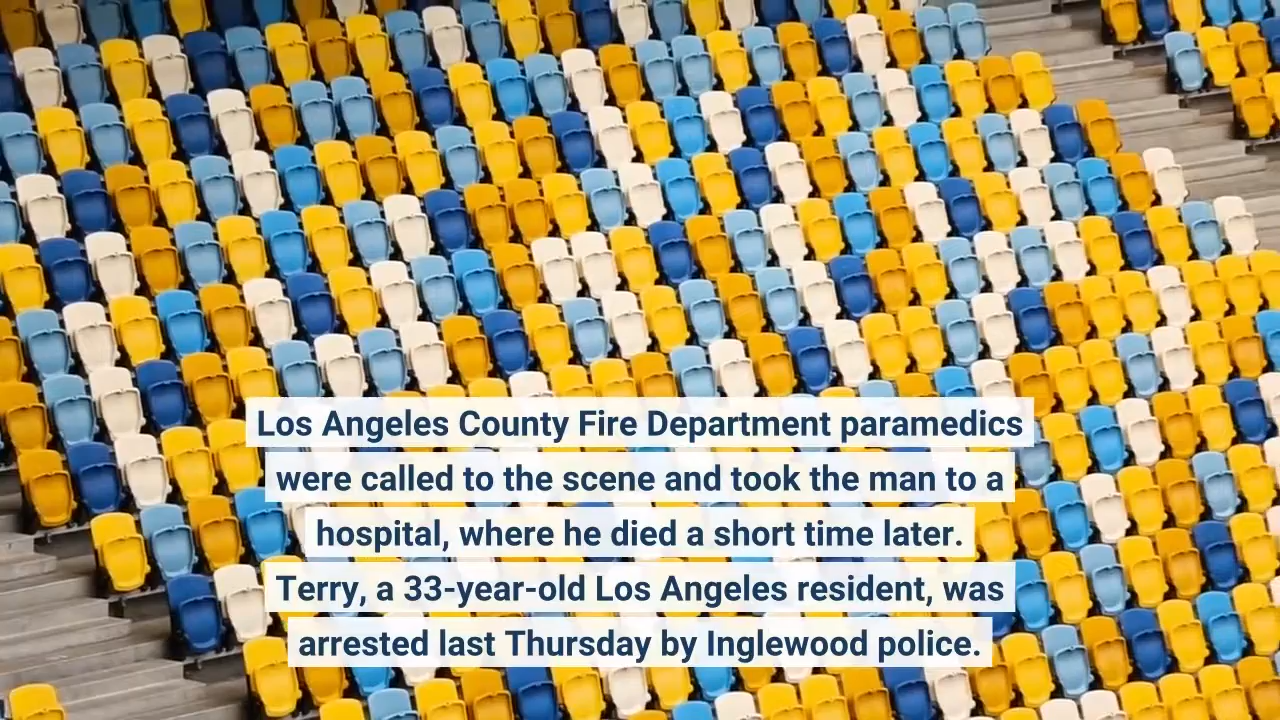 Los Angeles County Fire Department paramedics
were called to the scene and took the man to a
hospital, where he died a short time later.
Terry, a 33-year-old Los Angeles resident, was
arrested last Thursday by Inglewood police.